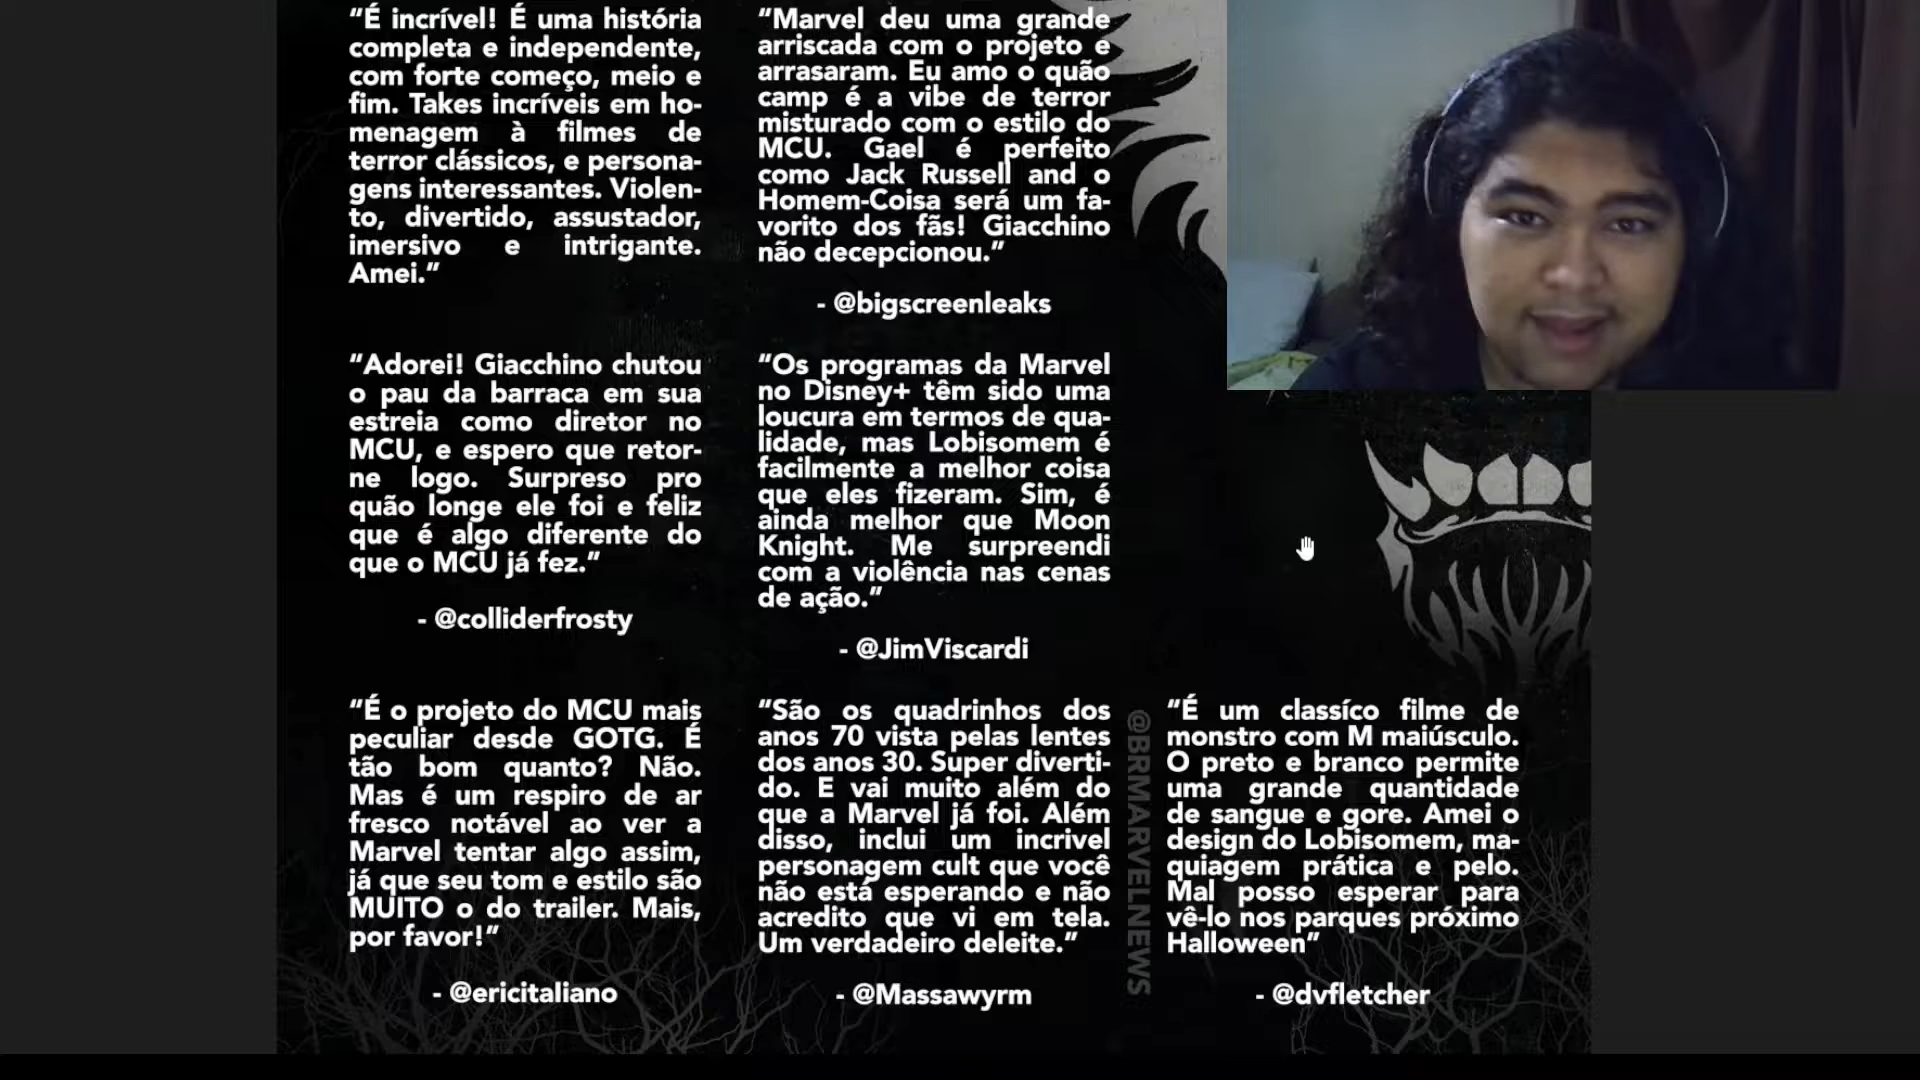 “É incrível! É uma história
completa e independente,
com forte começo, meio e
fim. Takes incríveis em ho-
menagem à filmes de
terror clássicos, e persona-
gens interessantes. Violen-
to, divertido, assustador,
imersivo e intrigante.
Amei.”
“Marvel deu uma grande
arriscada com o projeto e
arrasaram. Eu amo o quão
camp é a vibe de terror
misturado com o estilo do
MCU. Gael é perfeito
como Jack Russell and o
Homem-Coisa será um fa-
vorito dos fãs! Giacchino
não decepcionou.”
- @bigscreenleaks
“Adorei! Giacchino chutou
o pau da barraca em sua
estreia como diretor no
MCU, e espero que retor-
ne logo. Surpreso pro
quão longe ele foi e feliz
que é algo diferente do
que o MCU já fez.”
- @colliderfrosty
“Os programas da Marvel
no Disney+ têm sido uma
loucura em termos de qua-
lidade, mas Lobisomem é
facilmente a melhor coisa
que eles fizeram. Sim, é
ainda melhor que Moon
Knight. Me surpreendi
com a violência nas cenas
de ação.”
- @JimViscardi
“É o projeto do MCU mais
peculiar desde GOTG. É
tão bom quanto? Não.
Mas é um respiro de ar
fresco notável ao ver a
Marvel tentar algo assim,
já que seu tom e estilo são
MUITO o do trailer. Mais,
por favor!”
- @ericitaliano
“São os quadrinhos dos
anos 70 vista pelas lentes
dos anos 30. Super diverti-
do. E vai muito além do
que a Marvel já foi. Além
disso, inclui um incrivel
personagem cult que você
não está esperando e não
acredito que vi em tela.
Um verdadeiro deleite.”
- @Massawyrm
@BRMARVELNEWS
“É um classíco filme de
monstro com M maiúsculo.
O preto e branco permite
uma grande quantidade
de sangue e gore. Amei o
design do Lobisomem, ma-
quiagem prática e pelo.
Mal posso esperar para
vê-lo nos parques próximo
Halloween”
- @dvfletcher